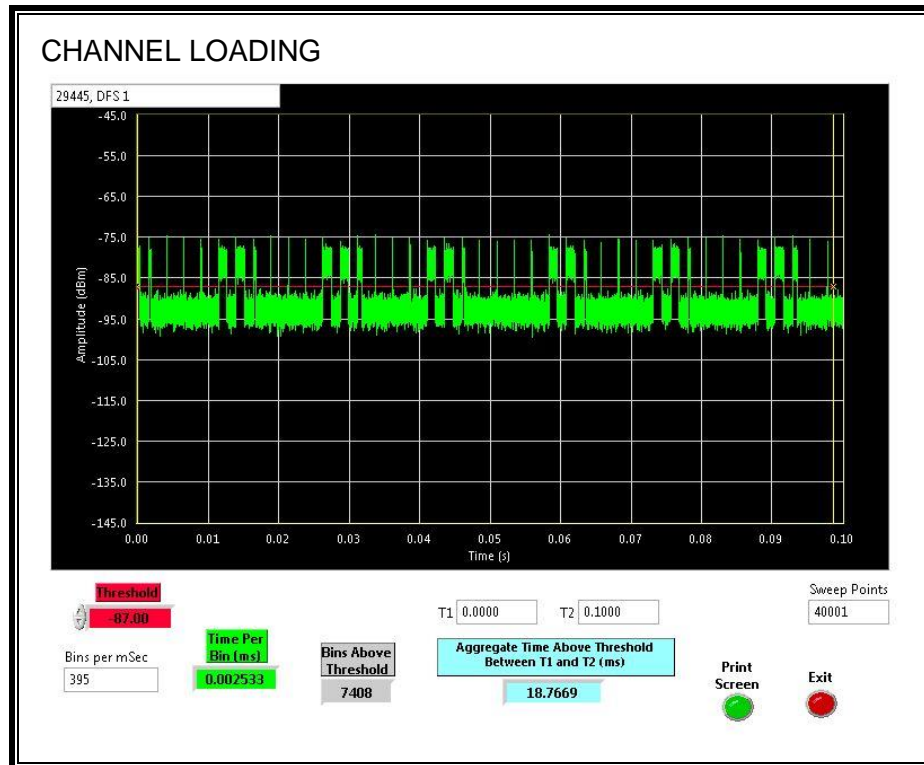 CHANNEL LOADING
29445, DFS 1
Amplitude (dBm)
-45.0
-55.0
-65.0
-75.0
-85.0
-95.0
-105.0
-115.0
-125.0
-135.0
-145.0
0.00 0.01 0.02 0.03 0.04 0.05 0.06 0.07 0.08 0.09 0.10
Time (s)
Threshold
-87.00
T1 0.0000 T2 0.1000
Sweep Points
40001
Bins per mSec
395
Time Per
Bin (ms)
0.002533
Bins Above
Threshold
7408
Aggregate Time Above Threshold
Between T1 and T2 (ms)
18.7669
Print
Screen
Exit